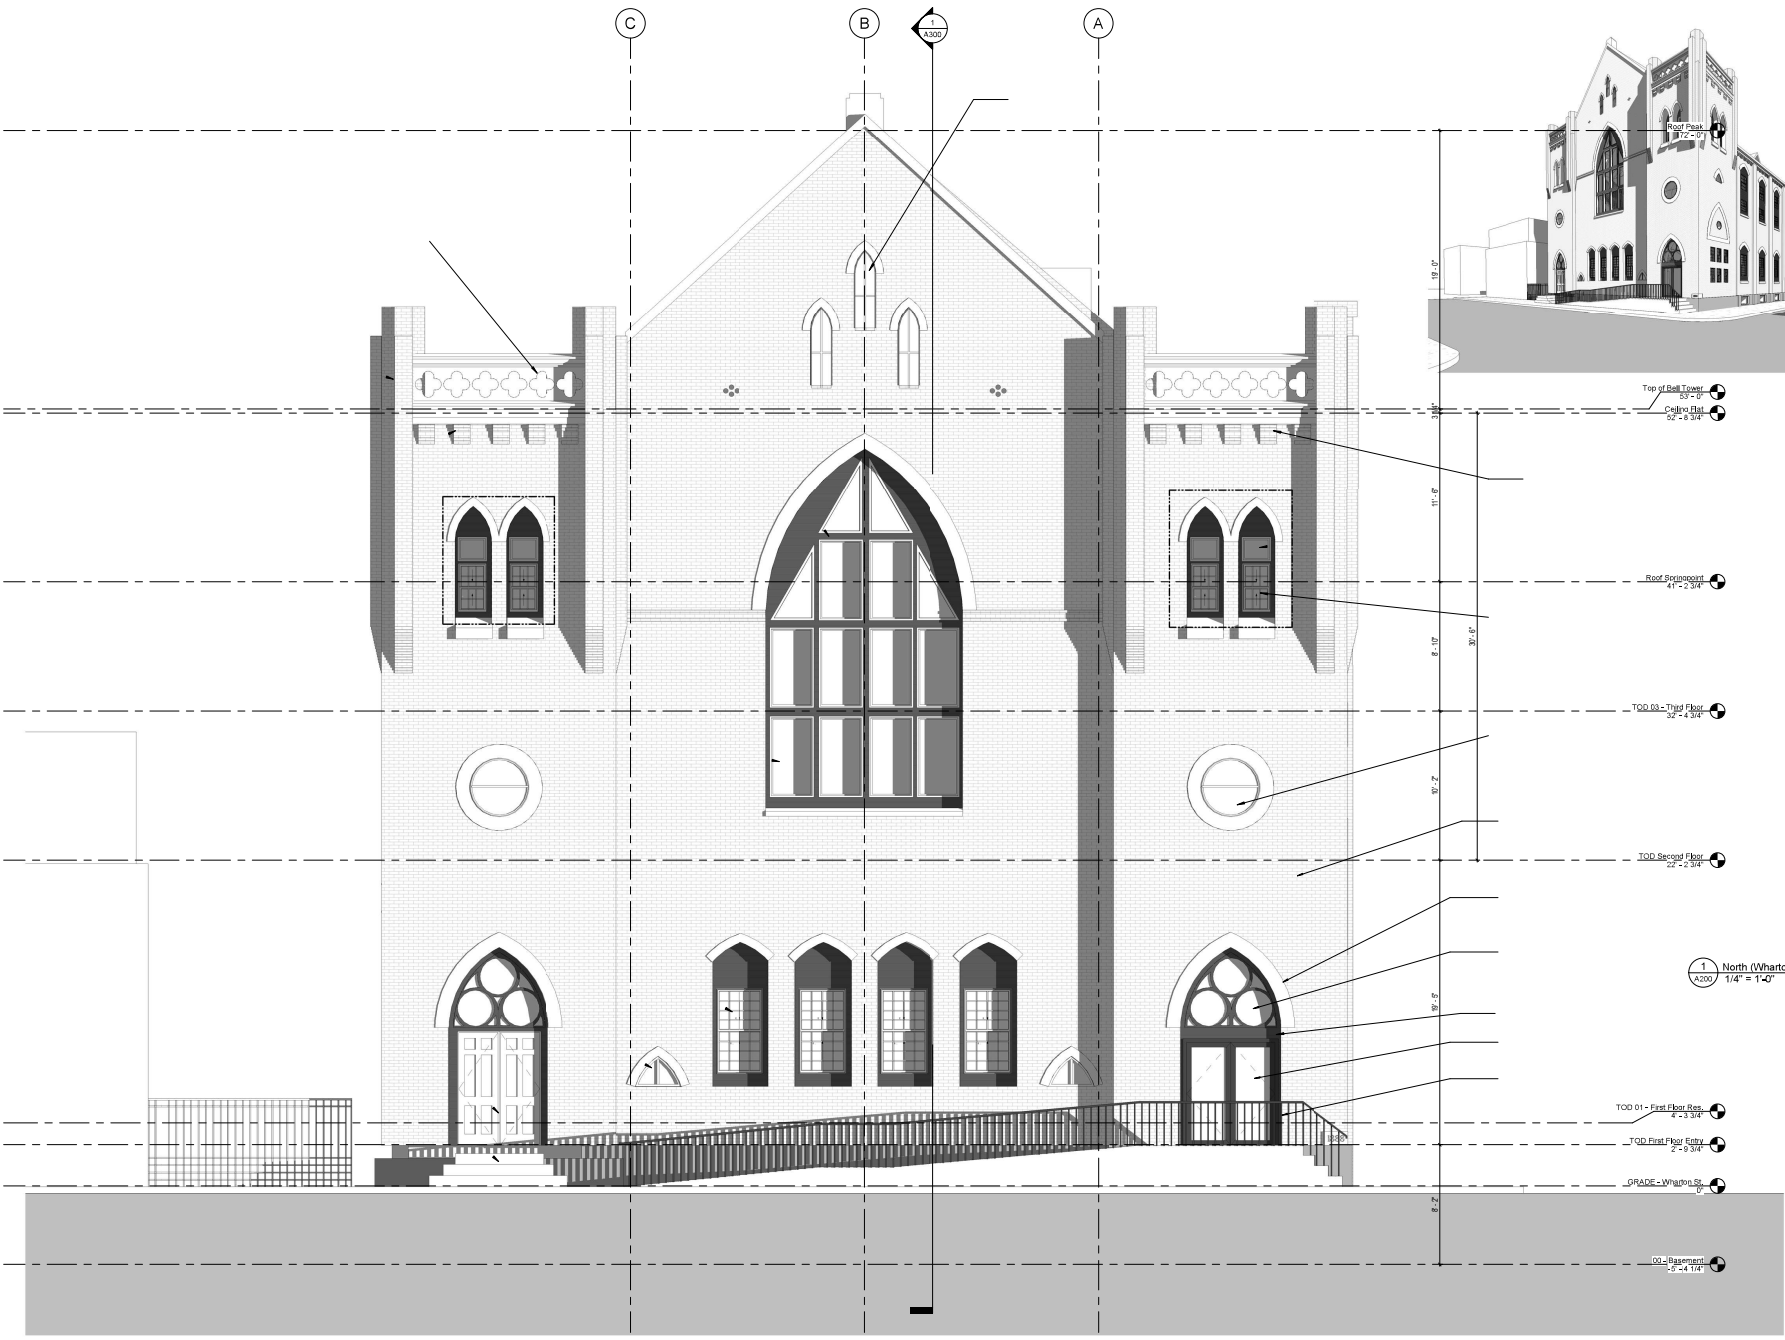 C
B
A
1
A300
Roof Peak
72' - 0"
19'- 0"
Top of Bell Tower
53' - 0"
Ceiling Flat
52' - 8 3/4"
11' - 6"
Roof Springpoint
41' - 2 3/4"
8'- 10"
30'- 6"
TOD 03 - Third Floor
32' - 4 3/4"
10' - 2"
TOD Second Floor
22' - 2 3/4"
1
A200
North (Wharto
1/4" = 1'-0"
19' - 5"
TOD 01 - First Floor Res.
4' - 3 3/4"
TOD First Floor Entry
2' - 9 3/4"
GRADE - Wharton St.
0"
8'- 2"
00 - Basement
-5' - 4 1/4"